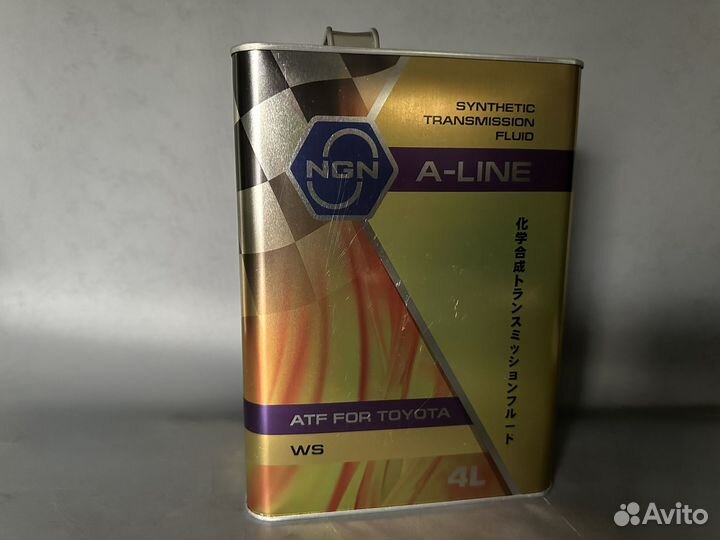 SYNTHETIC
TRANSMISSION
FLUID
NGN
A-LINE
化学合成トランスミッションフルード
ATF FOR TOYOTA
WS
4L
Avito